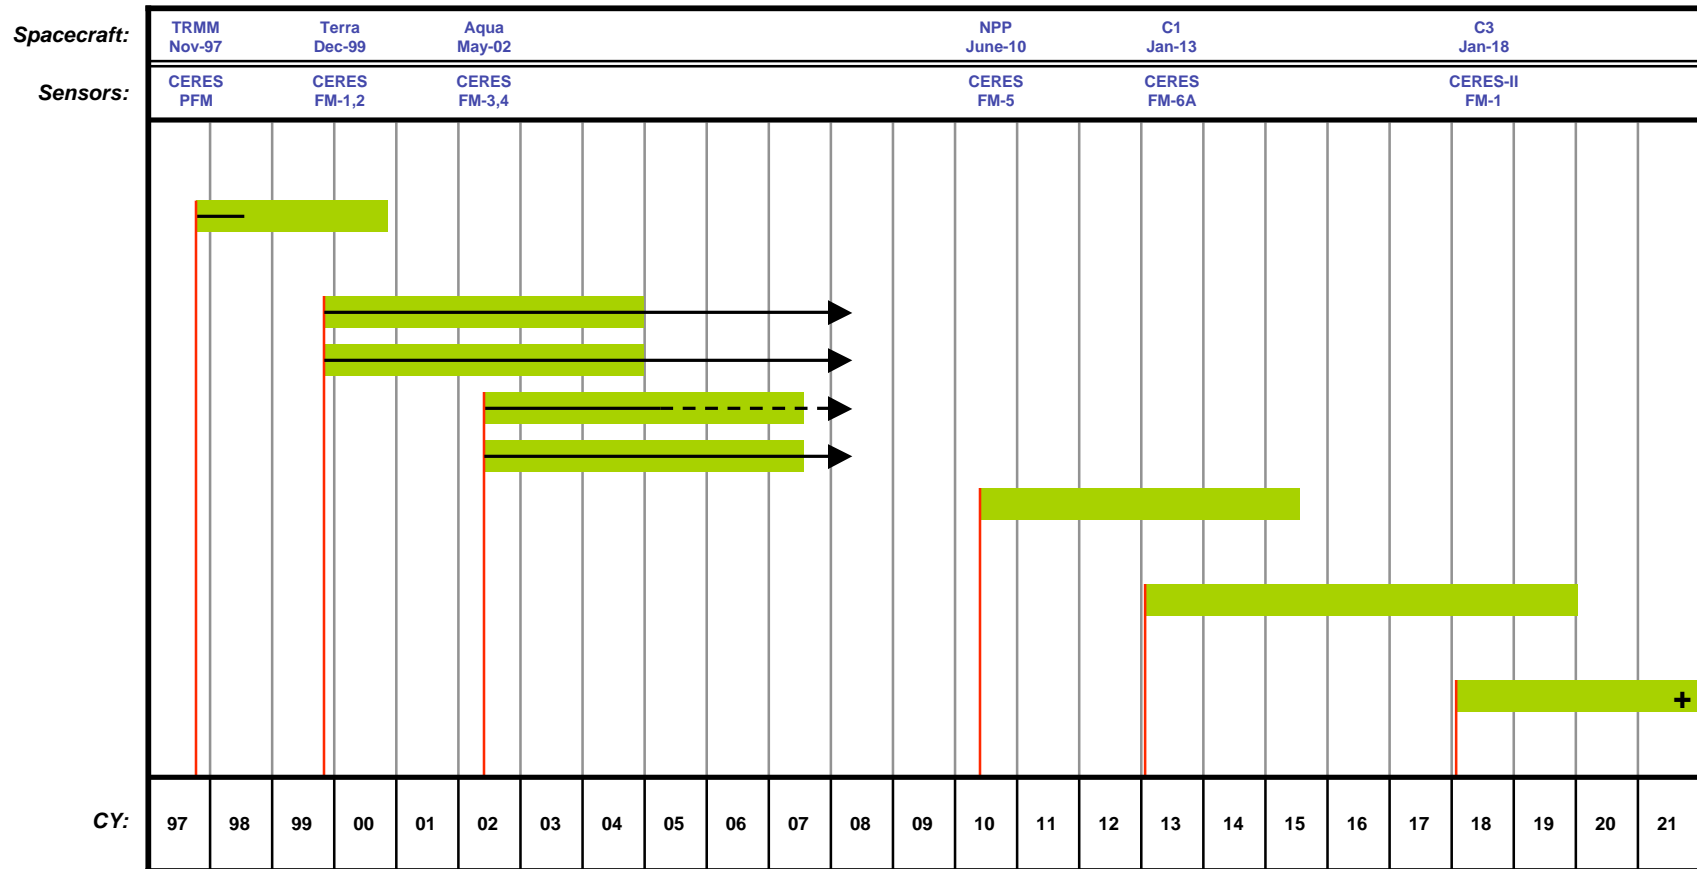 Spacecraft:
TRMM
Nov-97
Terra
Dec-99
Aqua
May-02
NPP
June-10
C1
Jan-13
C3
Jan-18
Sensors:
CERES
PFM
CERES
FM-1,2
CERES
FM-3,4
CERES
FM-5
CERES
FM-6A
CERES-II
FM-1
+
CY: 97 98 99 00 01 02 03 04 05 06 07 08 09 10 11 12 13 14 15 16 17 18 19 20 21